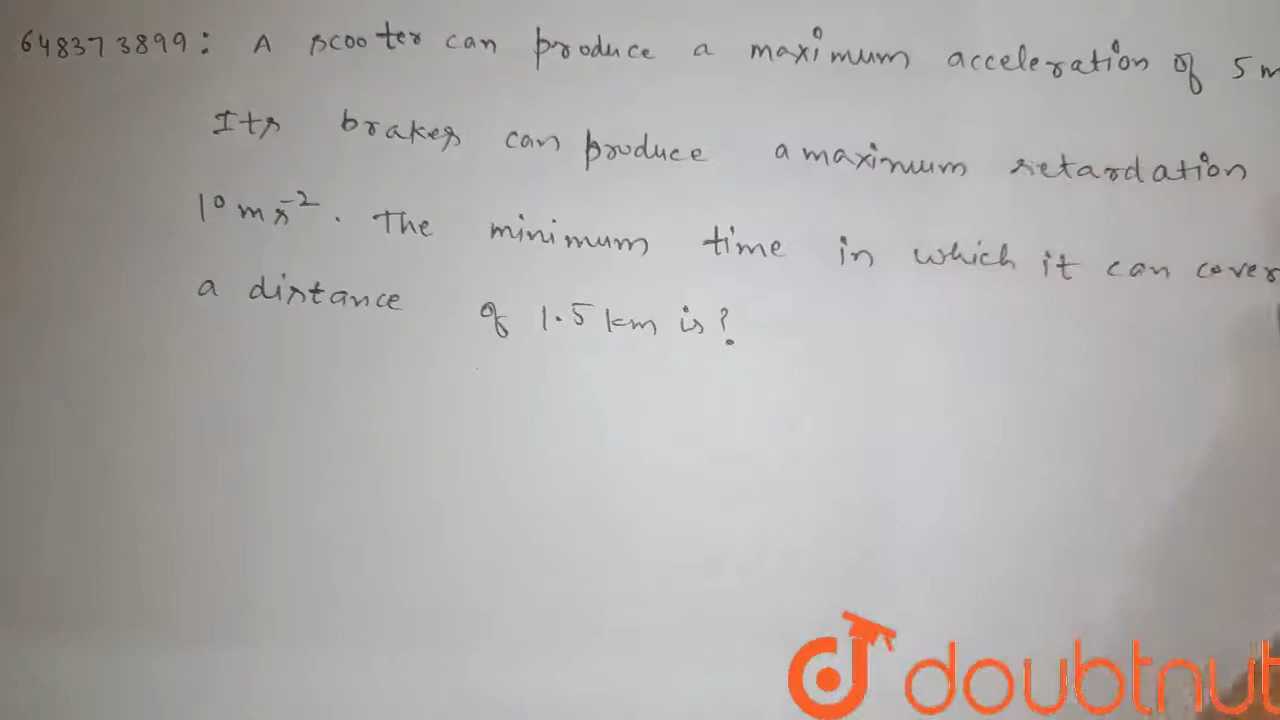 648373899: A scooter can produce a maximum acceleration of 5 m
Its brakes can produce a maximum retardation
10 ms⁻². The minimum time in which it can cover
a distance of 1.5 km is?
doubtnut